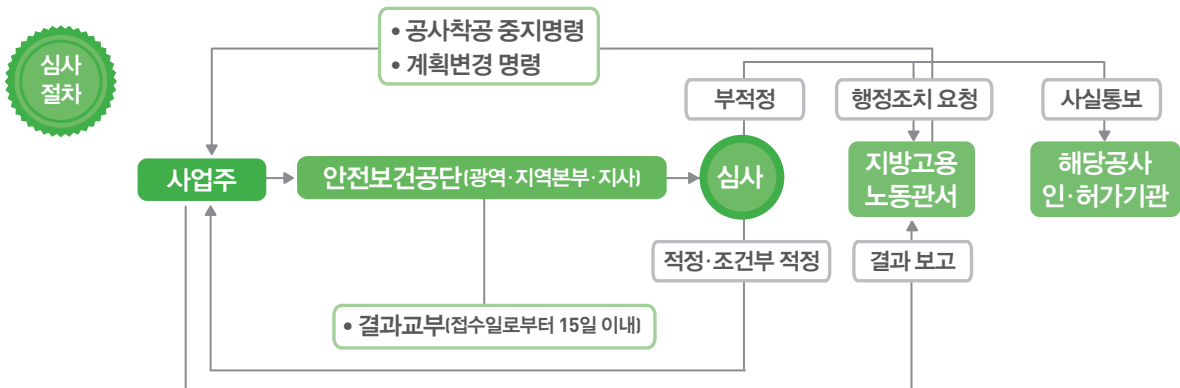 심사
절차
• 공사착공 중지명령
• 계획변경 명령
부적정
행정조치 요청
사실통보
사업주
안전보건공단(광역·지역본부·지사)
심사
지방고용
노동관서
해당공사
인·허가기관
적정·조건부 적정
결과 보고
• 결과교부(접수일로부터 15일 이내)